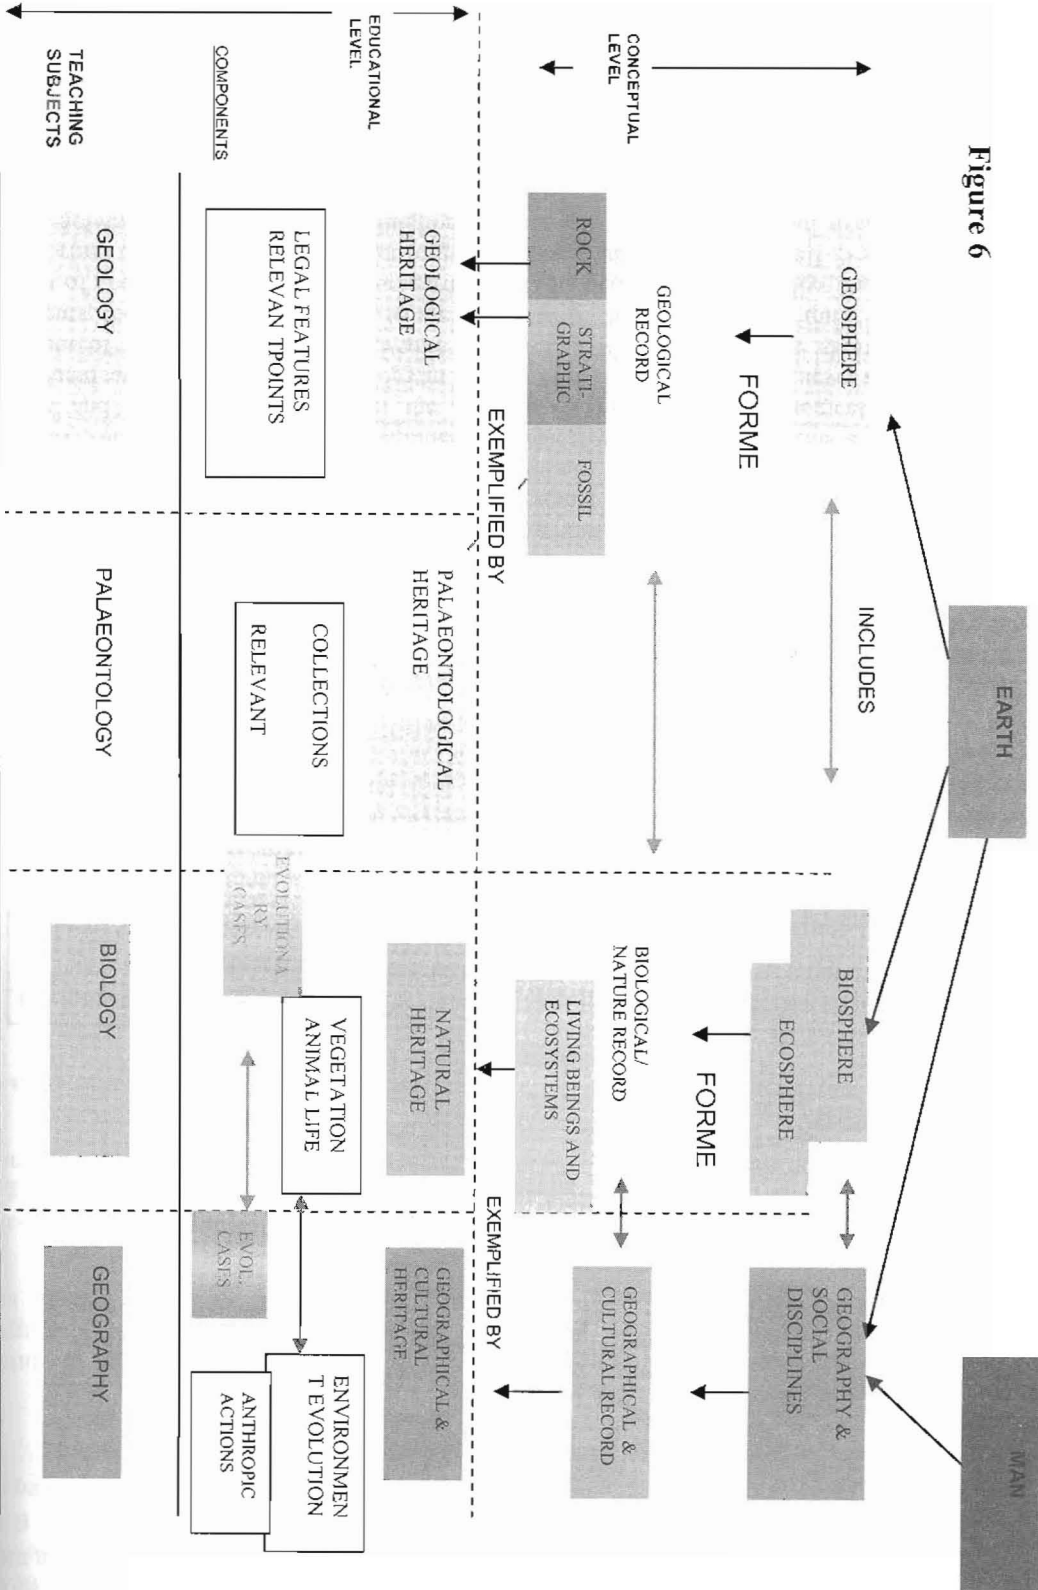 Figure 6
EARTH
MAN
INCLUDES
CONCEPTUAL
LEVEL
GEOSPHERE
BIOSPHERE
ECOSPHERE
GEOGRAPHY &
SOCIAL
DISCIPLINES
FORME
FORME
GEOLOGICAL
RECORD
BIOLOGICAL/
NATURE RECORD
ROCK
STRATI-
GRAPHIC
FOSSIL
LIVING BEINGS AND
ECOSYSTEMS
GEOGRAPHICAL &
CULTURAL RECORD
EXEMPLIFIED BY
EXEMPLIFIED BY
EDUCATIONAL
LEVEL
GEOLOGICAL
HERITAGE
PALAEONTOLOGICAL
HERITAGE
NATURAL
HERITAGE
GEOGRAPHICAL &
CULTURAL
HERITAGE
COMPONENTS
LEGAL FEATURES
RELEVAN TPOINTS
COLLECTIONS
RELEVANT
EVOLUTIONA
RY
CASES
VEGETATION
ANIMAL LIFE
EVOL.
CASES
ENVIRONMEN
T EVOLUTION
ANTHROPIC
ACTIONS
TEACHING
SUBJECTS
GEOLOGY
PALAEONTOLOGY
BIOLOGY
GEOGRAPHY